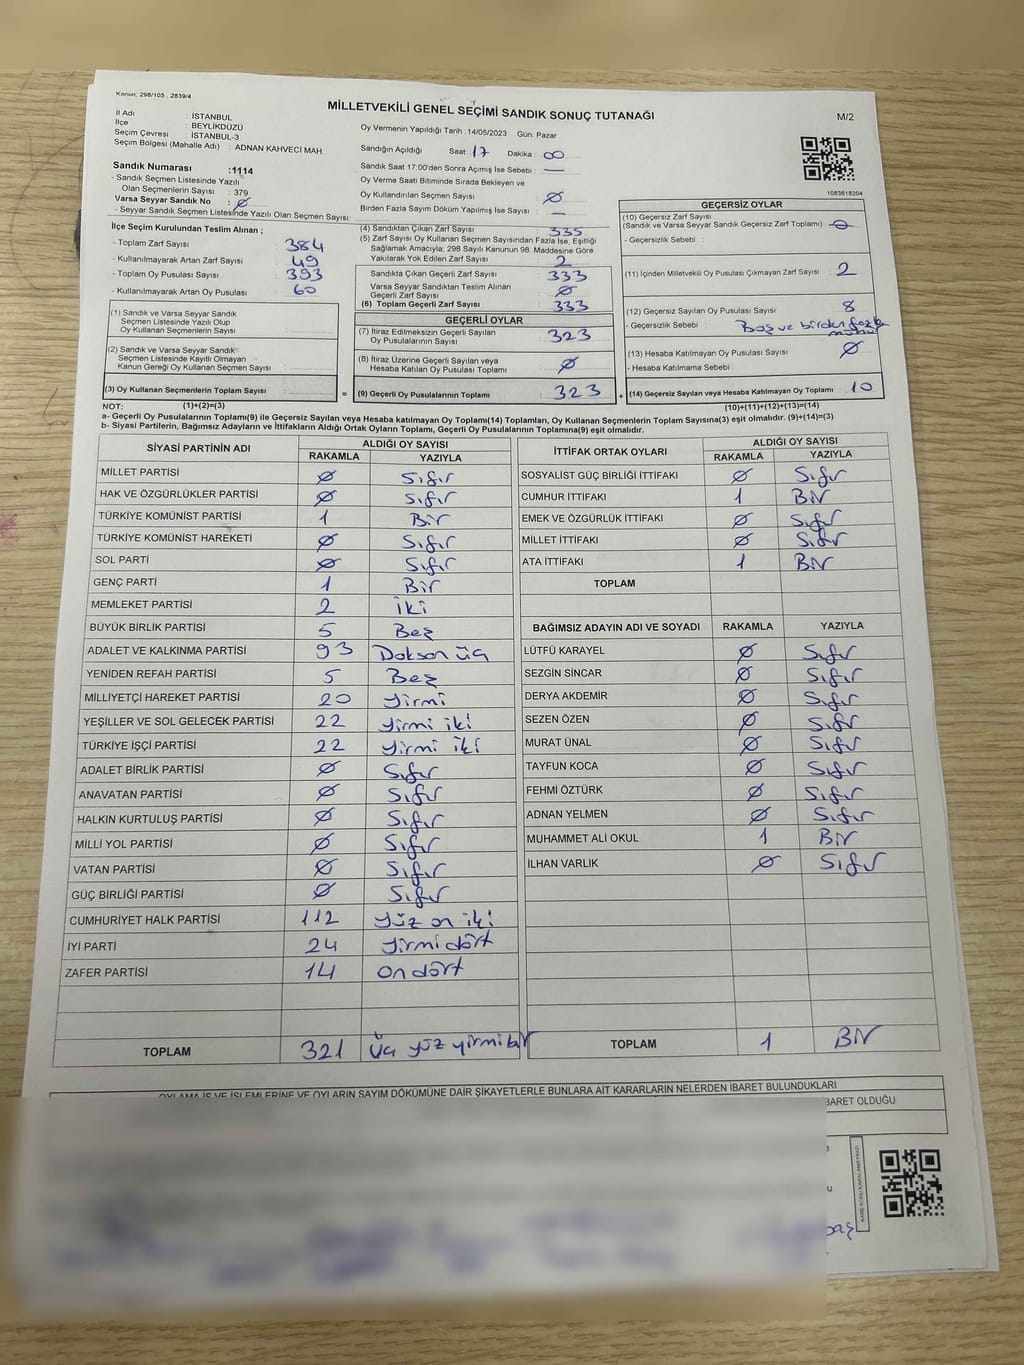 Kanun; 298/105 , 2839/4
MİLLETVEKİLİ GENEL SEÇİMİ SANDIK SONUÇ TUTANAĞI
M/2
İl Adı : İSTANBUL
İlçe : BEYLİKDÜZÜ
Seçim Çevresi : İSTANBUL-3
Seçim Bölgesi (Mahalle Adı) : ADNAN KAHVECİ MAH.
Sandık Numarası :1114
- Sandık Seçmen Listesinde Yazılı
Olan Seçmenlerin Sayısı : 379
Varsa Seyyar Sandık No : Ø
- Seyyar Sandık Seçmen Listesinde Yazılı Olan Seçmen Sayısı:
İlçe Seçim Kurulundan Teslim Alınan ;
- Toplam Zarf Sayısı : 384
- Kullanılmayarak Artan Zarf Sayısı : 49
- Toplam Oy Pusulası Sayısı : 393
- Kullanılmayarak Artan Oy Pusulası : 60
(1) Sandık ve Varsa Seyyar Sandık
Seçmen Listesinde Yazılı Olup
Oy Kullanan Seçmenlerin Sayısı :
(2) Sandık ve Varsa Seyyar Sandık
Seçmen Listesinde Kayıtlı Olmayan
Kanun Gereği Oy Kullanan Seçmen Sayısı :
(3) Oy Kullanan Seçmenlerin Toplam Sayısı :
Oy Vermenin Yapıldığı Tarih :14/05/2023 Gün: Pazar
Sandığın Açıldığı Saat: 17 Dakika : 00
Sandık Saat 17:00'den Sonra Açımış İse Sebebi : —
Oy Verme Saati Bitiminde Sırada Bekleyen ve
Oy Kullandırılan Seçmen Sayısı : Ø
Birden Fazla Sayım Döküm Yapılmış İse Sayısı : —
(4) Sandıktan Çıkan Zarf Sayısı : 335
(5) Zarf Sayısı Oy Kullanan Seçmen Sayısından Fazla İse, Eşitliği
Sağlamak Amacıyla; 298 Sayılı Kanunun 98. Maddesine Göre
Yakılarak Yok Edilen Zarf Sayısı : 2
Sandıkta Çıkan Geçerli Zarf Sayısı : 333
Varsa Seyyar Sandıktan Teslim Alınan
Geçerli Zarf Sayısı : Ø
(6) Toplam Geçerli Zarf Sayısı : 333
GEÇERLİ OYLAR
(7) İtiraz Edilmeksizin Geçerli Sayılan
Oy Pusulalarının Sayısı : 323
(8) İtiraz Üzerine Geçerli Sayılan veya
Hesaba Katılan Oy Pusulası Toplamı : Ø
= (9) Geçerli Oy Pusulalarının Toplamı : 323
1083618204
GEÇERSİZ OYLAR
(10) Geçersiz Zarf Sayısı
(Sandık ve Varsa Seyyar Sandık Geçersiz Zarf Toplamı) : Ø
- Geçersizlik Sebebi :
(11) İçinden Milletvekili Oy Pusulası Çıkmayan Zarf Sayısı : 2
(12) Geçersiz Sayılan Oy Pusulası Sayısı : 8
- Geçersizlik Sebebi : Boş ve birden fazla
mühür
(13) Hesaba Katılmayan Oy Pusulası Sayısı : Ø
- Hesaba Katılmama Sebebi :
+ (14) Geçersiz Sayılan veya Hesaba Katılmayan Oy Toplamı : 10
NOT: (1)+(2)=(3) (10)+(11)+(12)+(13)=(14)
a- Geçerli Oy Pusulalarının Toplamı(9) ile Geçersiz Sayılan veya Hesaba katılmayan Oy Toplamı(14) Toplamları, Oy Kullanan Seçmenlerin Toplam Sayısına(3) eşit olmalıdır. (9)+(14)=(3)
b- Siyasi Partilerin, Bağımsız Adayların ve İttifakların Aldığı Ortak Oyların Toplamı, Geçerli Oy Pusulalarının Toplamına(9) eşit olmalıdır.
SİYASİ PARTİNİN ADI ALDIĞI OY SAYISI
RAKAMLA YAZIYLA
MİLLET PARTİSİ Ø Sıfır
HAK VE ÖZGÜRLÜKLER PARTİSİ Ø Sıfır
TÜRKİYE KOMÜNİST PARTİSİ 1 Bir
TÜRKİYE KOMÜNİST HAREKETİ Ø Sıfır
SOL PARTİ Ø Sıfır
GENÇ PARTİ 1 Bir
MEMLEKET PARTİSİ 2 İki
BÜYÜK BİRLİK PARTİSİ 5 Beş
ADALET VE KALKINMA PARTİSİ 93 Doksan üç
YENİDEN REFAH PARTİSİ 5 Beş
MİLLİYETÇİ HAREKET PARTİSİ 20 Yirmi
YEŞİLLER VE SOL GELECEK PARTİSİ 22 Yirmi iki
TÜRKİYE İŞÇİ PARTİSİ 22 Yirmi iki
ADALET BİRLİK PARTİSİ Ø Sıfır
ANAVATAN PARTİSİ Ø Sıfır
HALKIN KURTULUŞ PARTİSİ Ø Sıfır
MİLLİ YOL PARTİSİ Ø Sıfır
VATAN PARTİSİ Ø Sıfır
GÜÇ BİRLİĞİ PARTİSİ Ø Sıfır
CUMHURİYET HALK PARTİSİ 112 Yüz on iki
İYİ PARTİ 24 Yirmi dört
ZAFER PARTİSİ 14 On dört
TOPLAM 321 Üç yüz yirmi bir
İTTİFAK ORTAK OYLARI ALDIĞI OY SAYISI
RAKAMLA YAZIYLA
SOSYALİST GÜÇ BİRLİĞİ İTTİFAKI Ø Sıfır
CUMHUR İTTİFAKI 1 Bir
EMEK VE ÖZGÜRLÜK İTTİFAKI Ø Sıfır
MİLLET İTTİFAKI Ø Sıfır
ATA İTTİFAKI 1 Bir
TOPLAM
BAĞIMSIZ ADAYIN ADI VE SOYADI RAKAMLA YAZIYLA
LÜTFÜ KARAYEL Ø Sıfır
SEZGİN SİNCAR Ø Sıfır
DERYA AKDEMİR Ø Sıfır
SEZEN ÖZEN Ø Sıfır
MURAT ÜNAL Ø Sıfır
TAYFUN KOCA Ø Sıfır
FEHMİ ÖZTÜRK Ø Sıfır
ADNAN YELMEN Ø Sıfır
MUHAMMET ALİ OKUL 1 Bir
İLHAN VARLIK Ø Sıfır
TOPLAM 1 Bir
OYLAMA İŞ VE İŞLEMLERİNE VE OYLARIN SAYIM DÖKÜMÜNE DAİR ŞİKAYETLERLE BUNLARA AİT KARARLARIN NELERDEN İBARET BULUNDUKLARI
BARET OLDUĞU